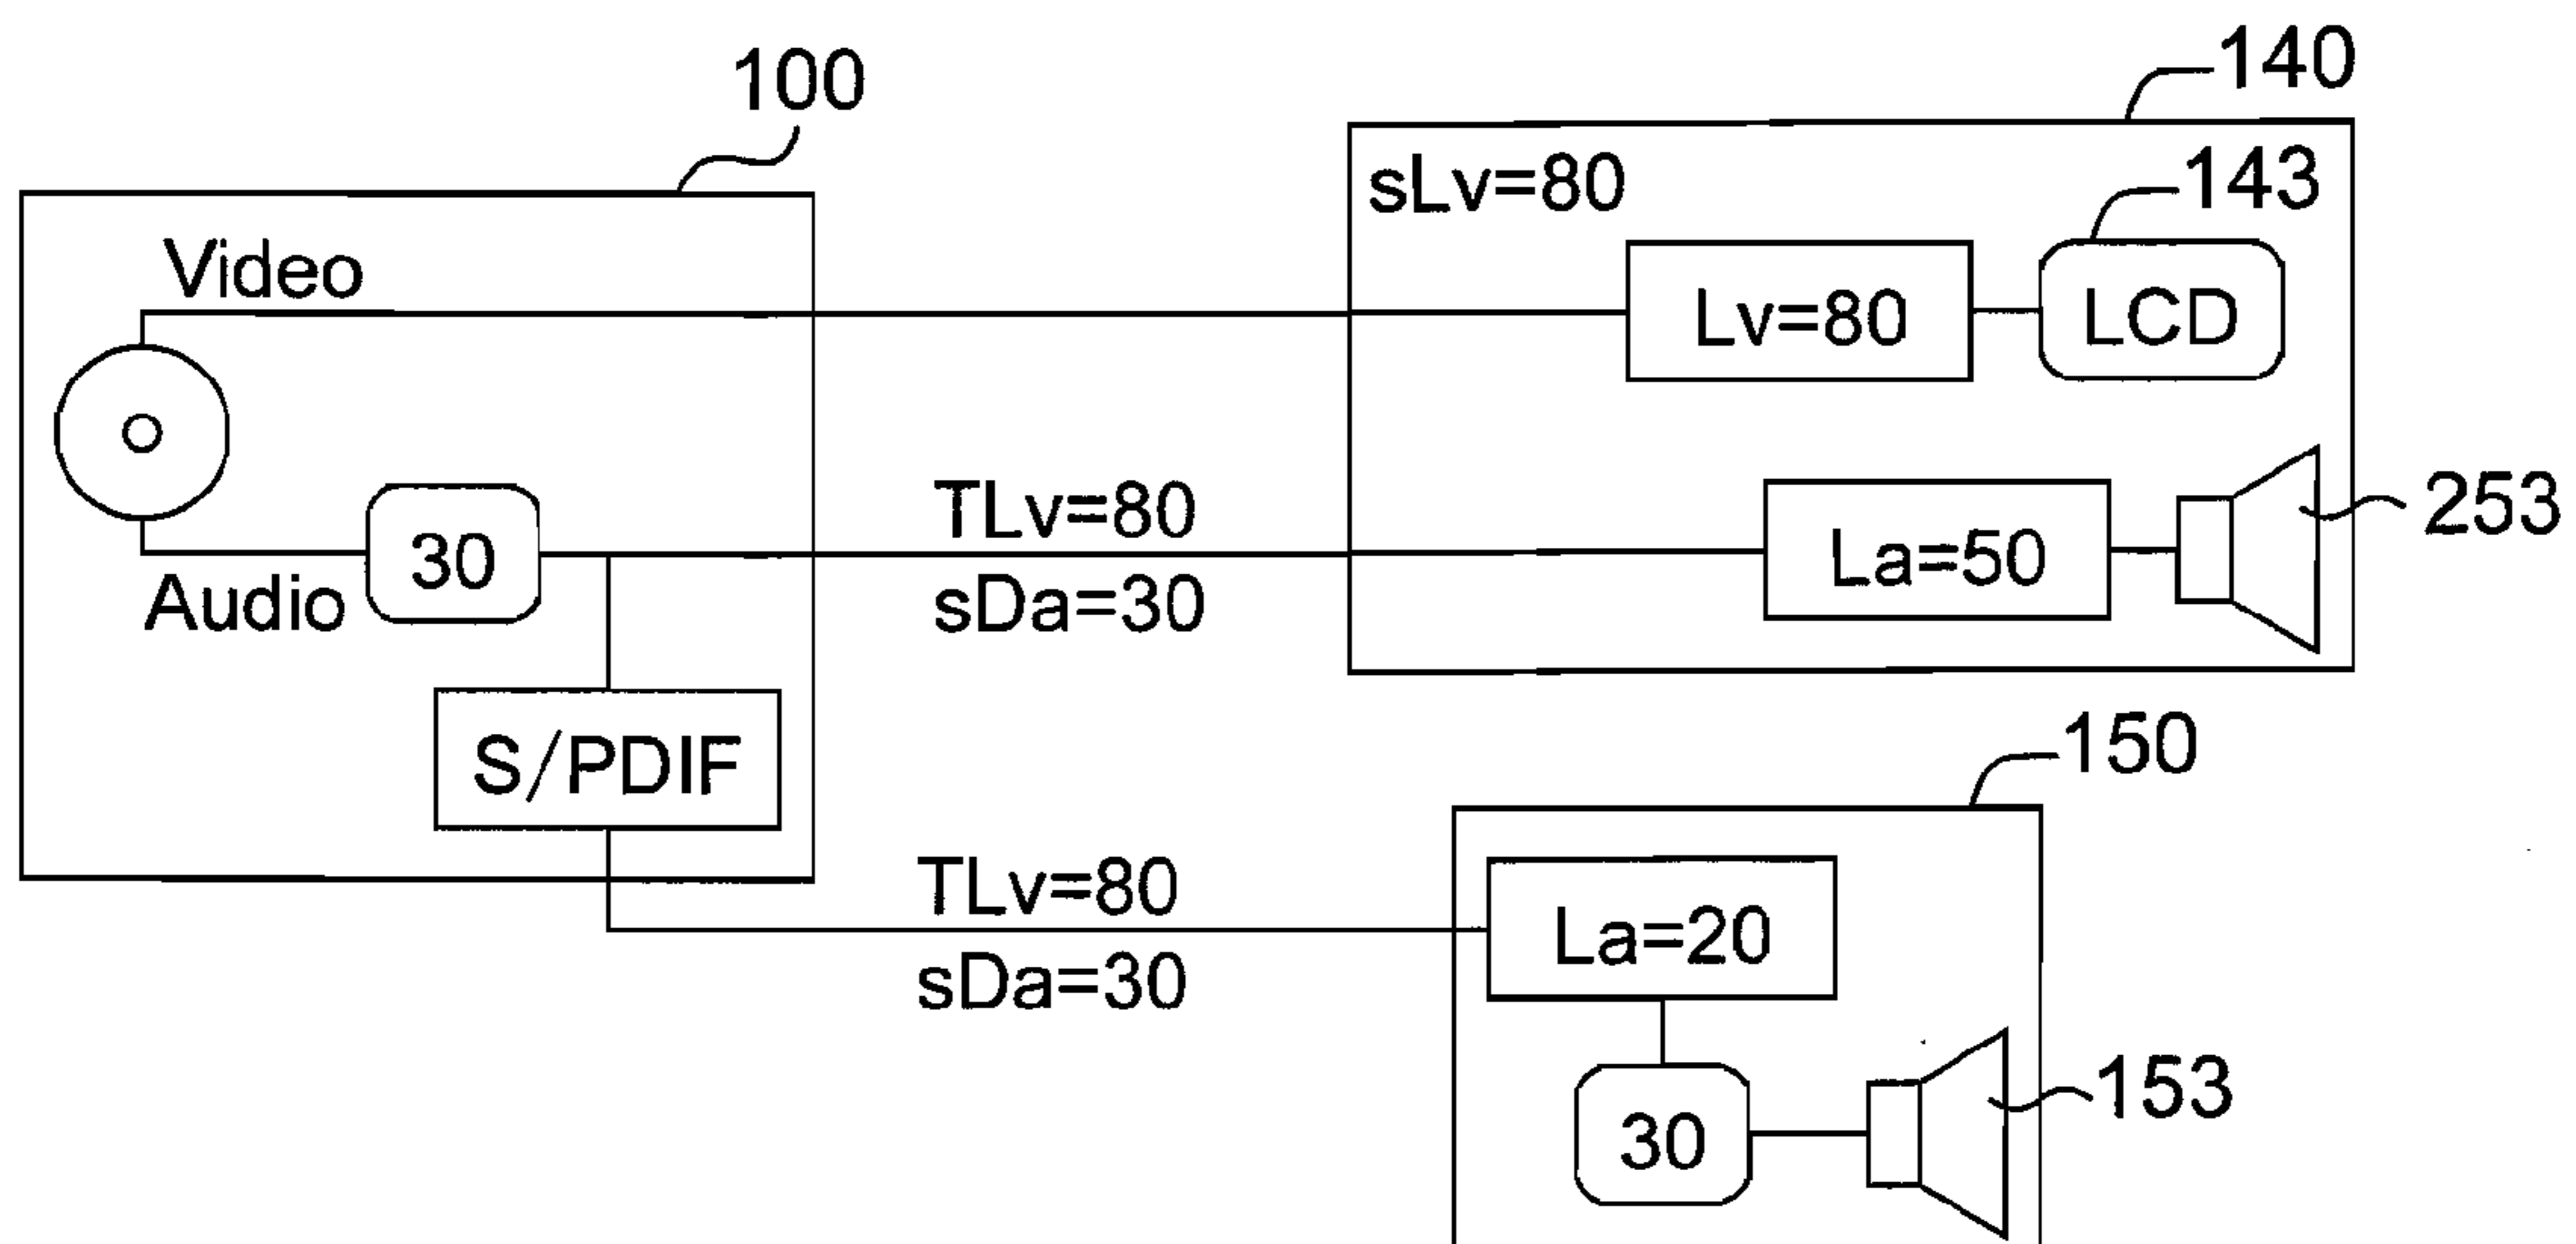 100
140
sLv=80
143
Video
Lv=80
LCD
TLv=80
253
30
La=50
Audio
sDa=30
S/PDIF
150
TLv=80
La=20
sDa=30
153
30